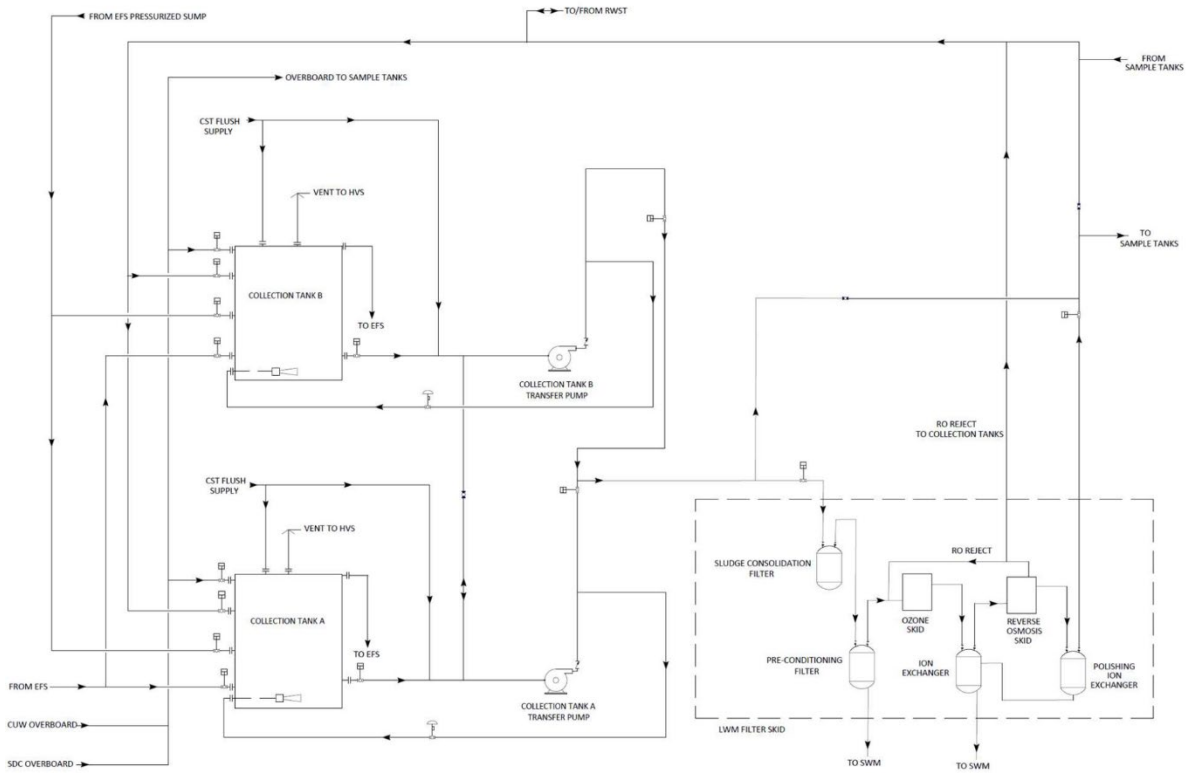 FROM EFS PRESSURIZED SUMP
TO/FROM RWST
FROM
SAMPLE TANKS
OVERBOARD TO SAMPLE TANKS
CST FLUSH
SUPPLY
VENT TO HVS
TO
SAMPLE TANKS
COLLECTION TANK B
TO EFS
COLLECTION TANK B
TRANSFER PUMP
RO REJECT
TO COLLECTION TANKS
CST FLUSH
SUPPLY
VENT TO HVS
SLUDGE CONSOLIDATION
FILTER
RO REJECT
COLLECTION TANK A
OZONE
SKID
REVERSE
OSMOSIS
SKID
TO EFS
PRE-CONDITIONING
FILTER
ION
EXCHANGER
POLISHING
ION
EXCHANGER
FROM EFS
COLLECTION TANK A
TRANSFER PUMP
CUW OVERBOARD
LWM FILTER SKID
SDC OVERBOARD
TO SWM
TO SWM